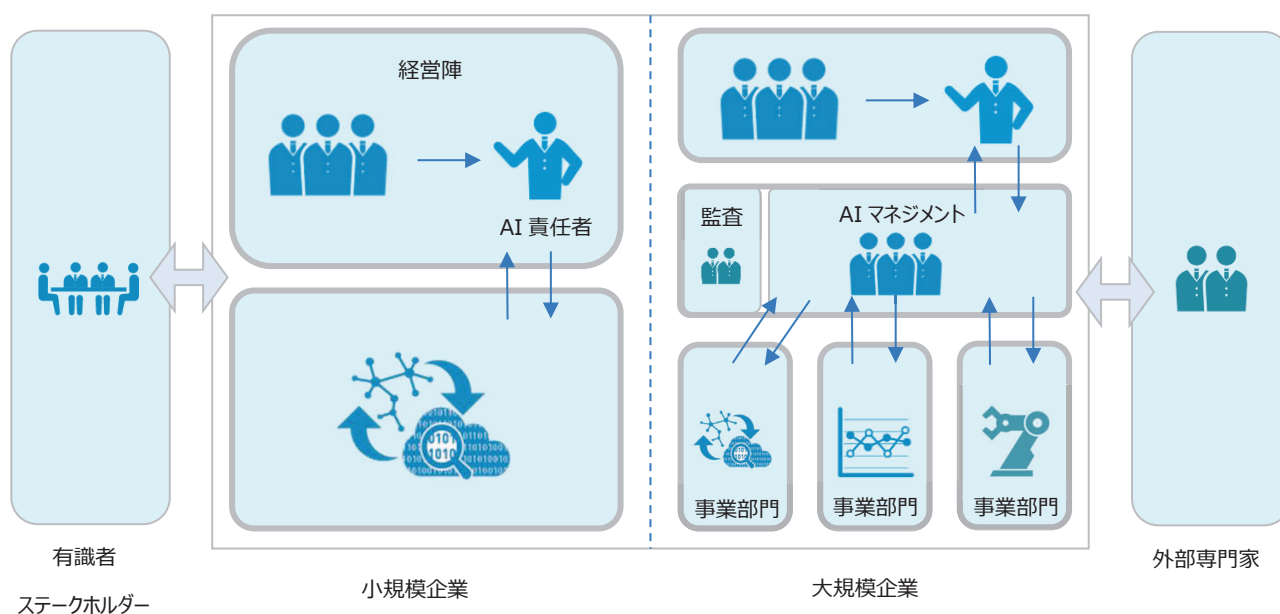 経営陣
AI 責任者
監査
AI マネジメント
事業部門
事業部門
事業部門
有識者
ステークホルダー
小規模企業
大規模企業
外部専門家